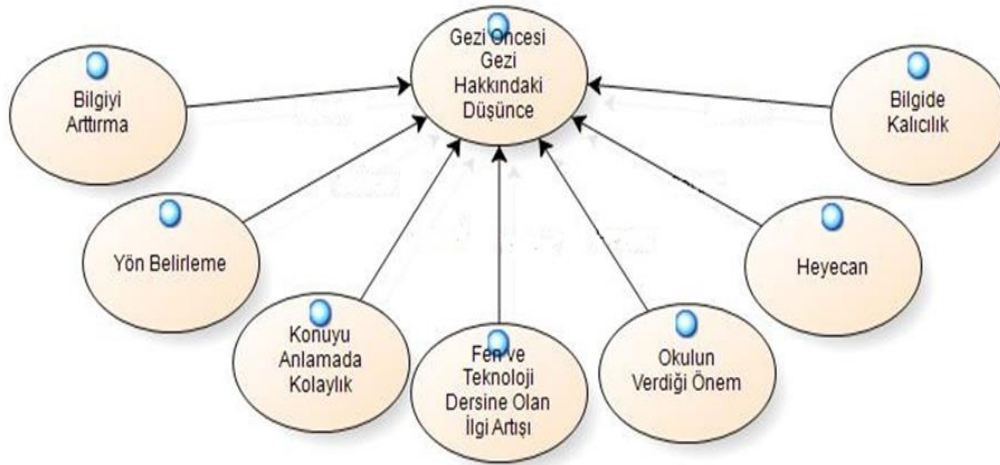 Gezi Öncesi
Gezi
Hakkındaki
Düşünce
Bilgiyi
Arttırma
Bilgide
Kalıcılık
Yön Belirleme
Heyecan
Konuyu
Anlamada
Kolaylık
Fen ve
Teknoloji
Dersine Olan
İlgi Artışı
Okulun
Verdiği Önem